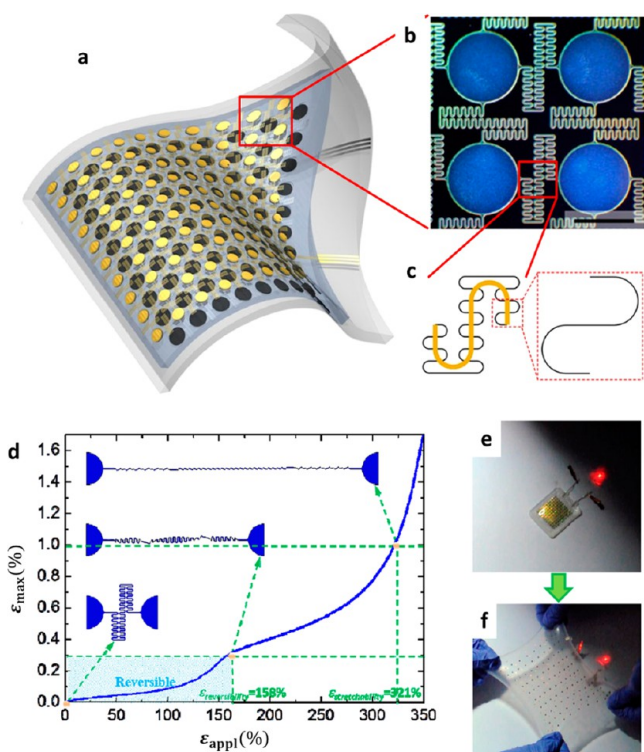 a
b
c
d
1.6
1.4
1.2
1.0
0.8
0.6
0.4
0.2
0.0
ε_max(%)
Reversible
ε_reversibility=158%
ε_stretchability=321%
0 50 100 150 200 250 300 350
ε_appl(%)
e
f